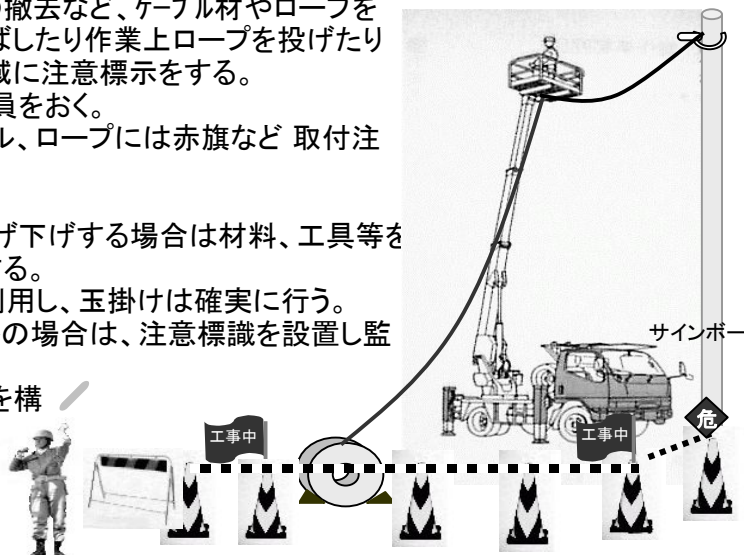 撤去など、ｹｰﾌﾞﾙ材やロープを
ばしたり作業上ロープを投げたり
域に注意標示をする。
員をおく。
ル、ロープには赤旗など 取付注
げ下げする場合は材料、工具等を
する。
利用し、玉掛けは確実に行う。
の場合は、注意標識を設置し監
を構
サインボー
危
工事中
工事中